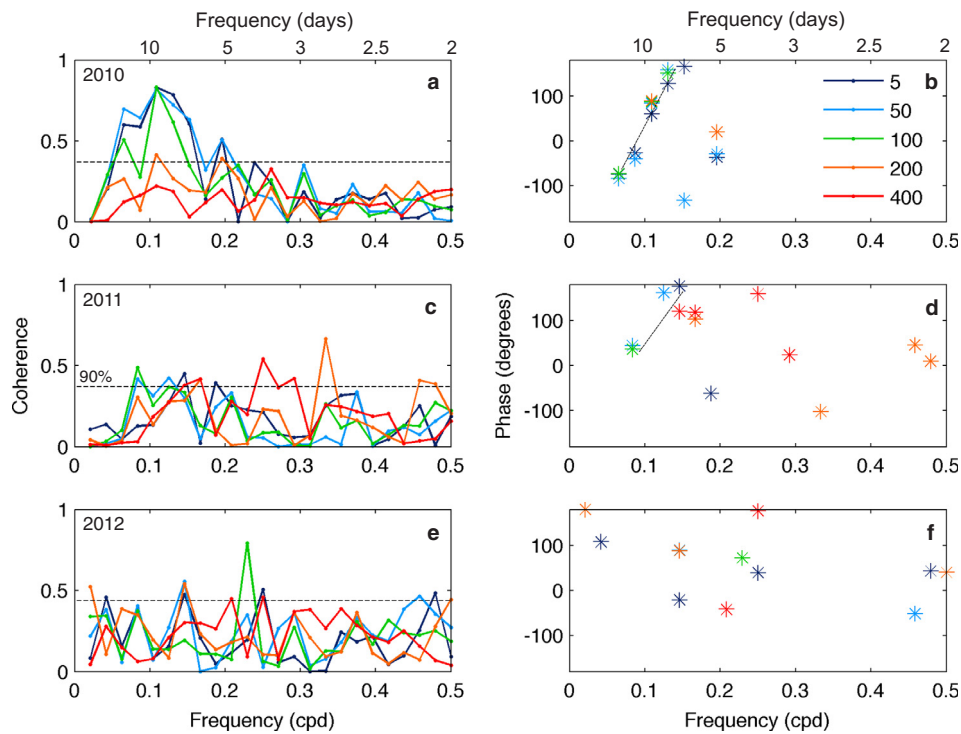 Frequency (days)
10 5 3 2.5 2
1
2010
a
0.5
0
0 0.1 0.2 0.3 0.4 0.5
Frequency (days)
10 5 3 2.5 2
b
100
0
-100
5
50
100
200
400
0 0.1 0.2 0.3 0.4 0.5
1
2011
c
0.5
90%
0
0 0.1 0.2 0.3 0.4 0.5
Coherence
d
100
0
-100
0 0.1 0.2 0.3 0.4 0.5
Phase (degrees)
1
2012
e
0.5
0
0 0.1 0.2 0.3 0.4 0.5
Frequency (cpd)
f
100
0
-100
0 0.1 0.2 0.3 0.4 0.5
Frequency (cpd)